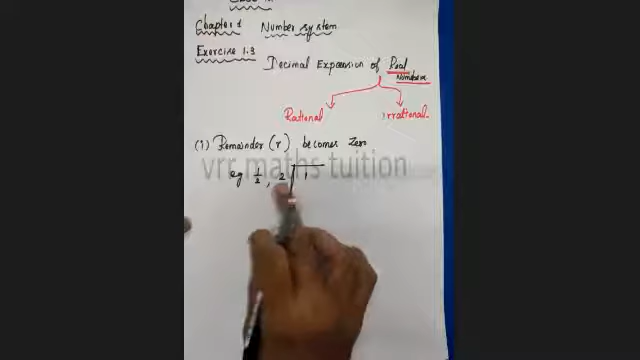 Chapter 1 Number system
Exercise 1.3
Decimal Expansion of Real
Numbers
Rational irrational
(1) Remainder (r) becomes Zero
vrr maths tuition
eg 1/2, 2 1